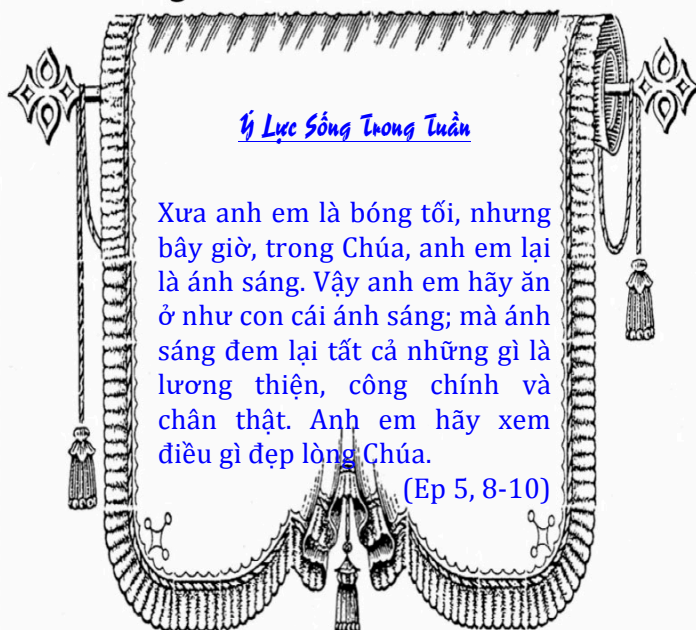 Ý Lực Sống Trong Tuần
Xưa anh em là bóng tối, nhưng
bây giờ, trong Chúa, anh em lại
là ánh sáng. Vậy anh em hãy ăn
ở như con cái ánh sáng; mà ánh
sáng đem lại tất cả những gì là
lương thiện, công chính và
chân thật. Anh em hãy xem
điều gì đẹp lòng Chúa.
(Ep 5, 8-10)